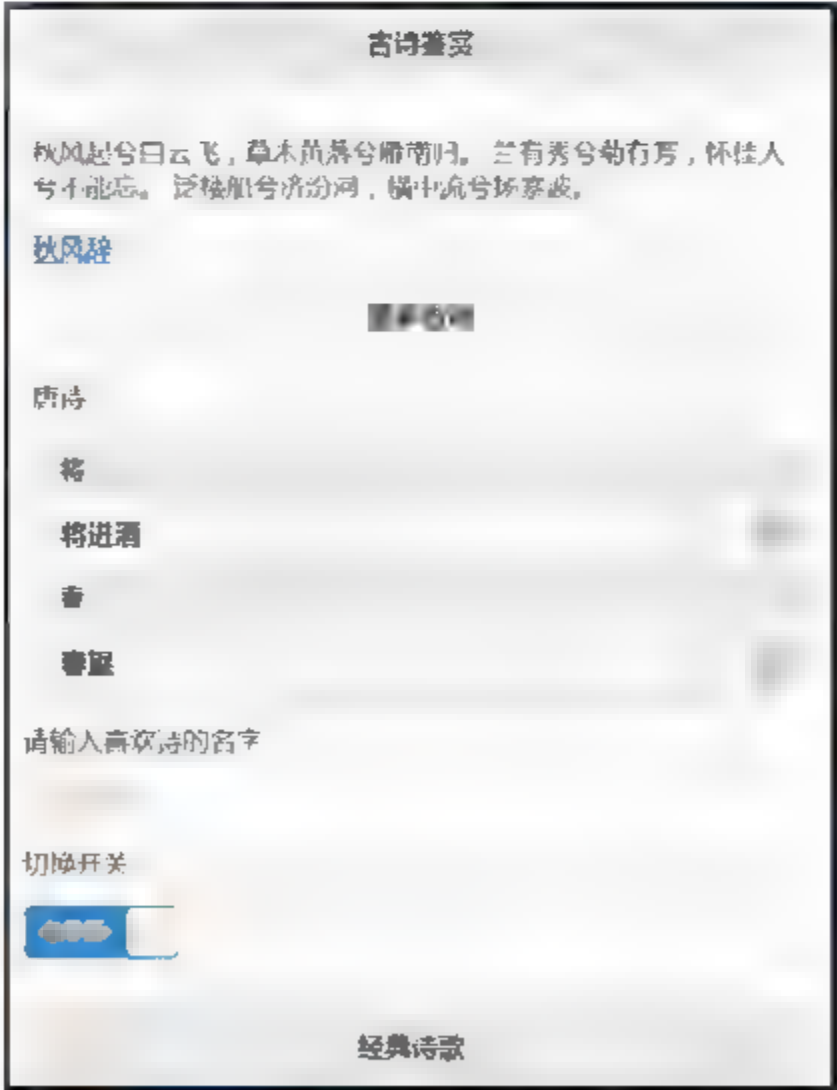 古诗鉴赏
秋风起兮白云飞，草木黄落兮雁南归。 兰有秀兮菊有芳，怀佳人
兮不能忘。 泛楼船兮济汾河，横中流兮扬素波。
秋风辞
唐诗
将
将进酒
春
春望
请输入喜欢诗的名字
切换开关
经典诗歌